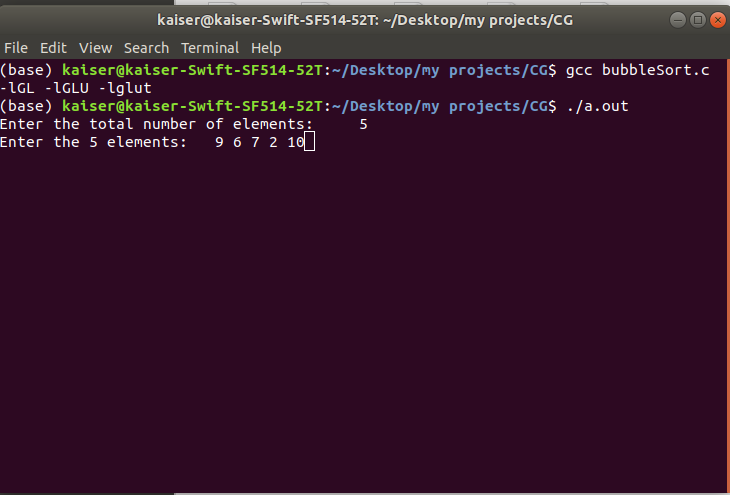 kaiser@kaiser-Swift-SF514-52T: ~/Desktop/my projects/CG
File Edit View Search Terminal Help
(base) kaiser@kaiser-Swift-SF514-52T:~/Desktop/my projects/CG$ gcc bubbleSort.c
-lGL -lGLU -lglut
(base) kaiser@kaiser-Swift-SF514-52T:~/Desktop/my projects/CG$ ./a.out
Enter the total number of elements:     5
Enter the 5 elements:   9 6 7 2 10